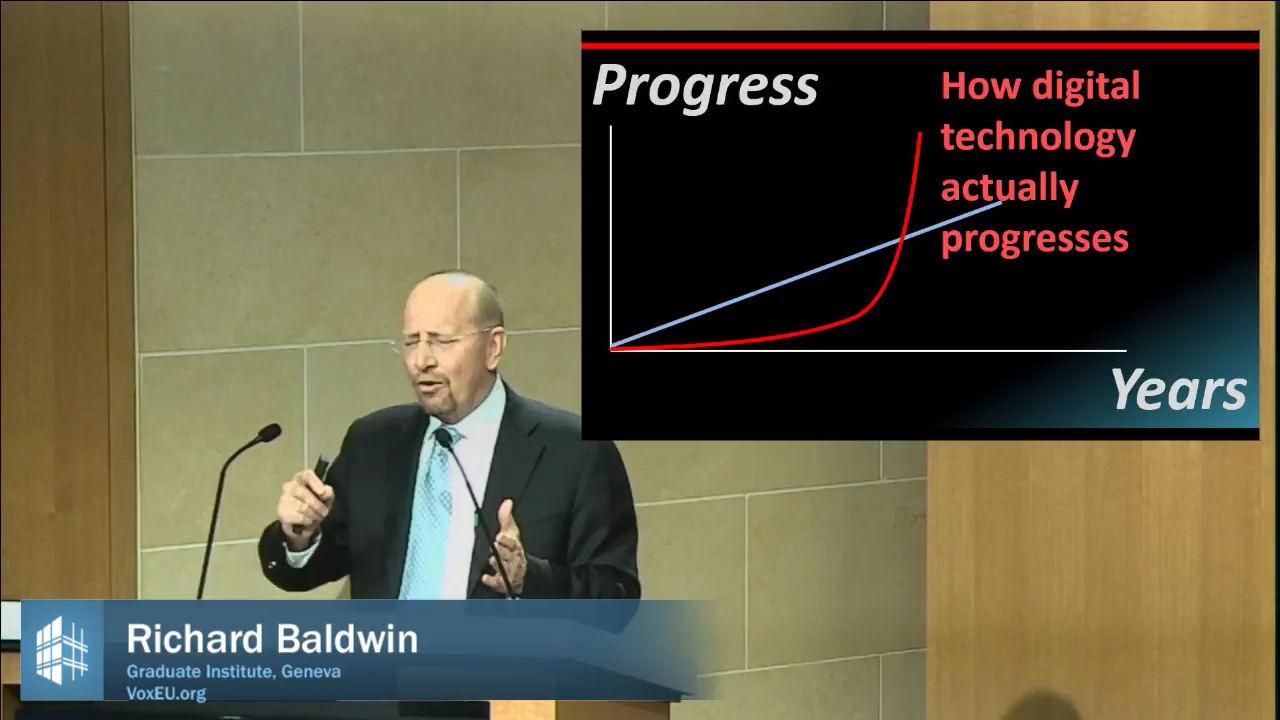 Progress
How digital
technology
actually
progresses
Years
Richard Baldwin
Graduate Institute, Geneva
VoxEU.org